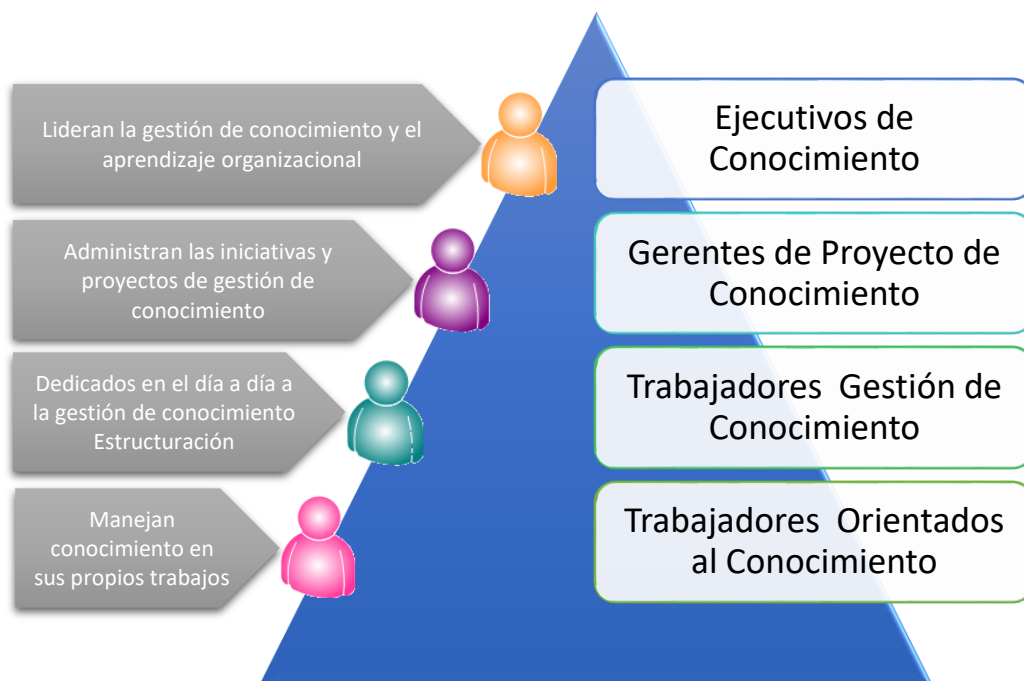 Lideran la gestión de conocimiento y el
aprendizaje organizacional
Ejecutivos de
Conocimiento
Administran las iniciativas y
proyectos de gestión de
conocimiento
Gerentes de Proyecto de
Conocimiento
Dedicados en el día a día a
la gestión de conocimiento
Estructuración
Trabajadores  Gestión de
Conocimiento
Manejan
conocimiento en
sus propios trabajos
Trabajadores  Orientados
al Conocimiento